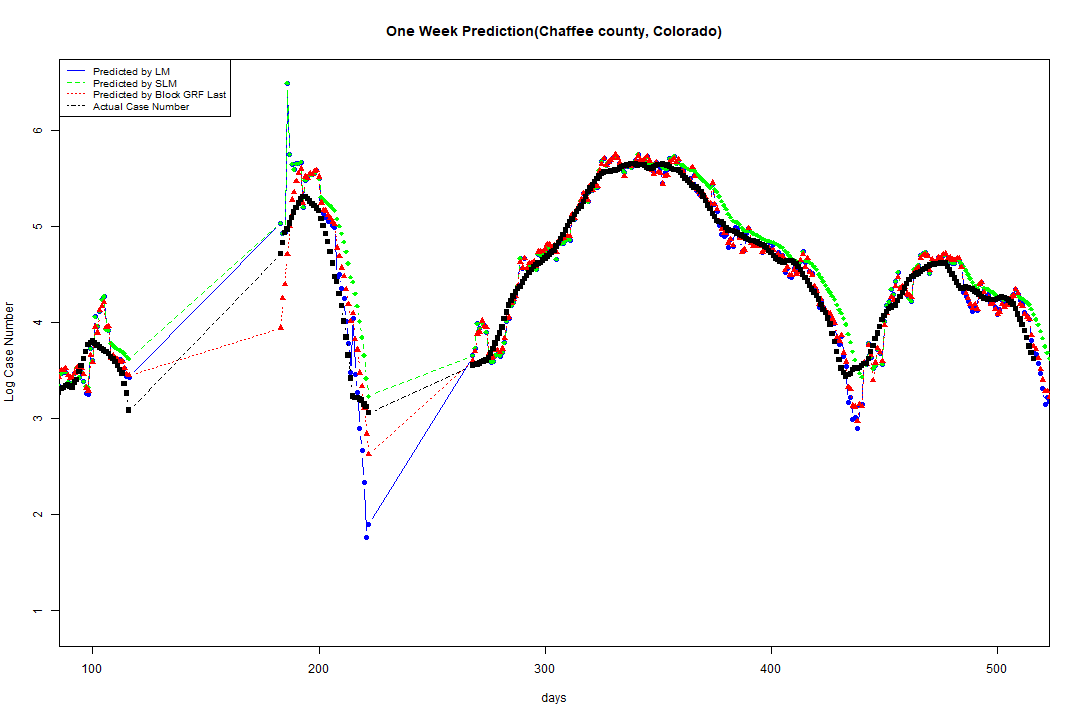 One Week Prediction(Chaffee county, Colorado)
Predicted by LM
Predicted by SLM
Predicted by Block GRF Last
Actual Case Number
Log Case Number
6
5
4
3
2
1
100 200 300 400 500
days